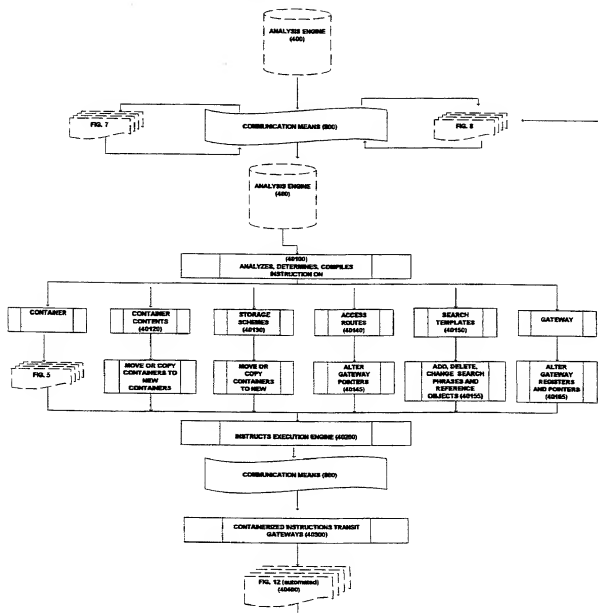 ANALYSIS ENGINE
(400)
FIG. 7
COMMUNICATION MEANS (800)
FIG. 8
ANALYSIS ENGINE
(400)
(40100)
ANALYZES, DETERMINES, COMPILES
INSTRUCTION ON
CONTAINER
CONTAINER
CONTENTS
(40120)
STORAGE
SCHEMES
(40130)
ACCESS
ROUTES
(40140)
SEARCH
TEMPLATES
(40150)
GATEWAY
FIG. 5
MOVE OR COPY
CONTAINERS TO
NEW
CONTAINERS
MOVE OR
COPY
CONTAINERS
TO NEW
ALTER
GATEWAY
POINTERS
(40145)
ADD, DELETE,
CHANGE SEARCH
PHRASES AND
REFERENCE
OBJECTS (40155)
ALTER
GATEWAY
REGISTERS
AND POINTERS
(40165)
INSTRUCTS EXECUTION ENGINE (40200)
COMMUNICATION MEANS (800)
CONTAINERIZED INSTRUCTIONS TRANSIT
GATEWAYS (40300)
FIG. 12 (automated)
(40400)